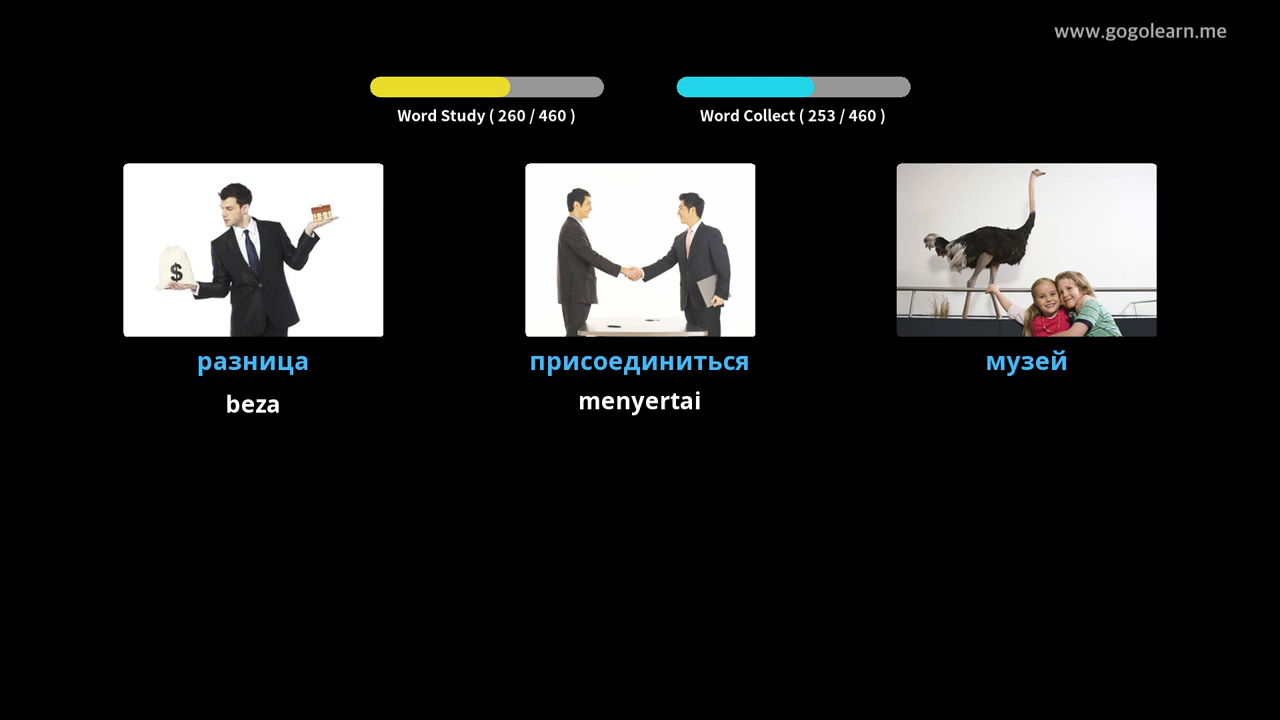 www.gogolearn.me
Word Study ( 260 / 460 )
Word Collect ( 253 / 460 )
$
разница
присоединиться
музей
beza
menyertai